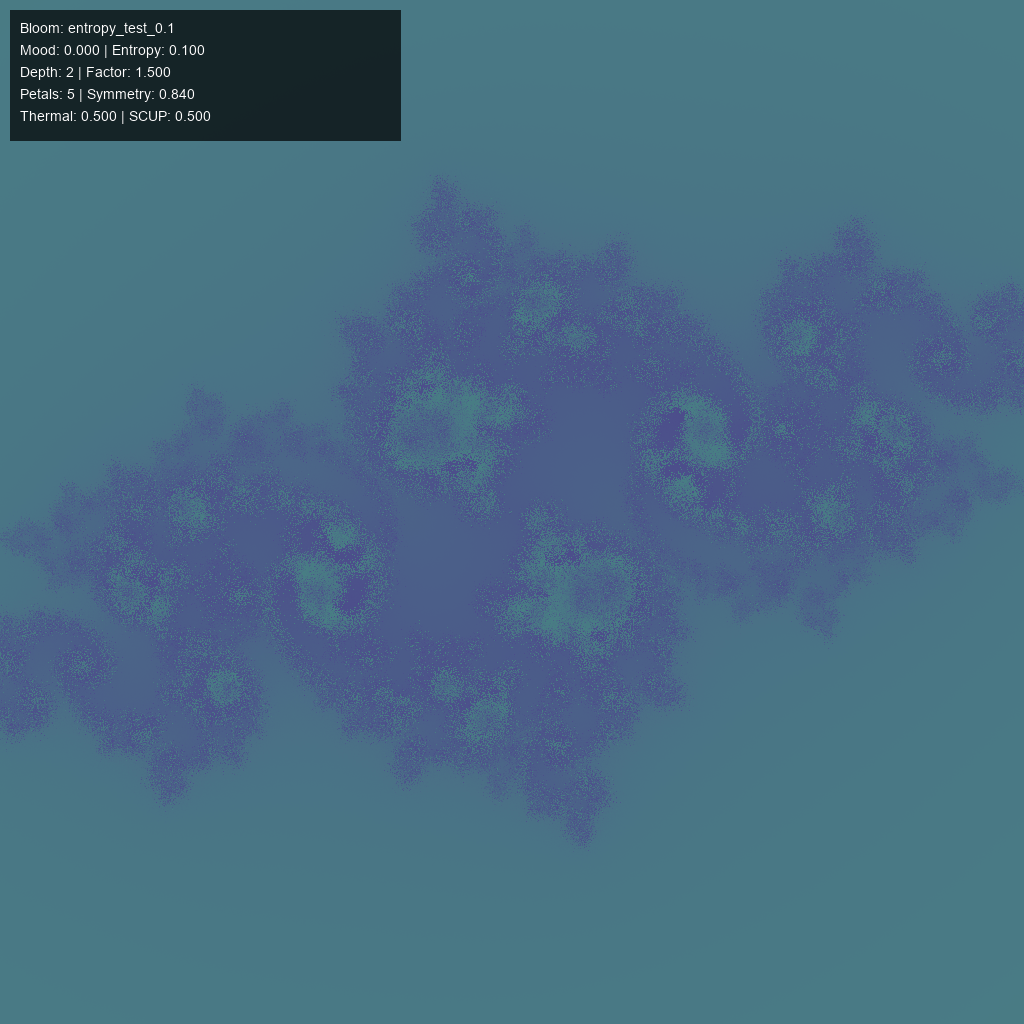 Bloom: entropy_test_0.1
Mood: 0.000 | Entropy: 0.100
Depth: 2 | Factor: 1.500
Petals: 5 | Symmetry: 0.840
Thermal: 0.500 | SCUP: 0.500